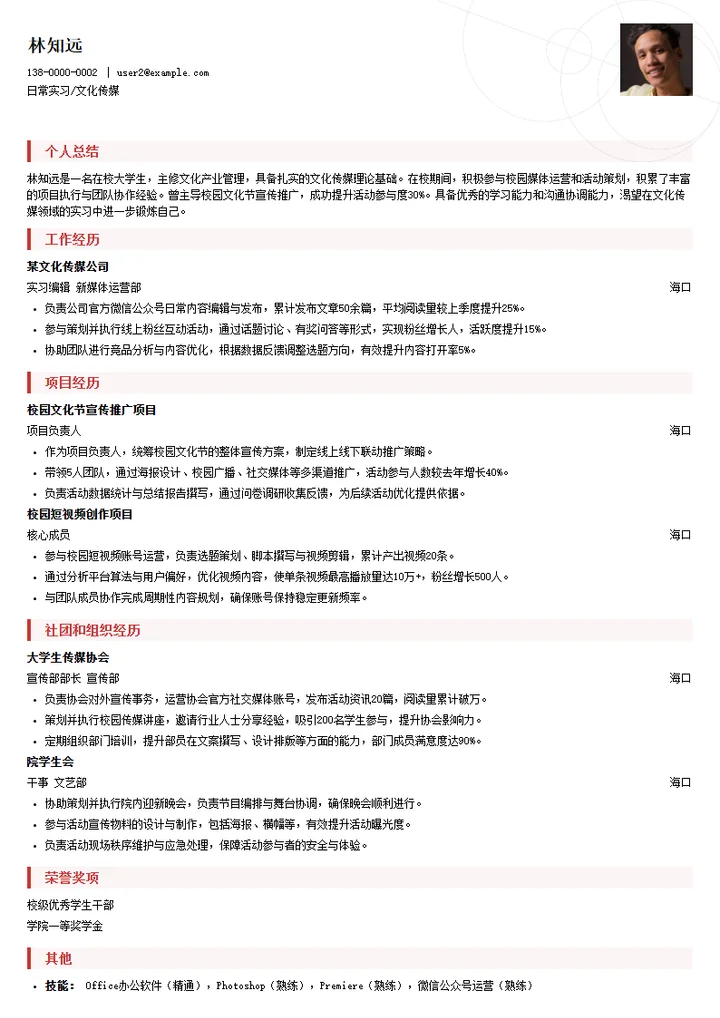 林知远
138-0000-0002 | user2@example.com
日常实习/文化传媒
个人总结
林知远是一名在校大学生，主修文化产业管理，具备扎实的文化传媒理论基础。在校期间，积极参与校园媒体运营和活动策划，积累了丰富
的项目执行与团队协作经验。曾主导校园文化节宣传推广，成功提升活动参与度30%。具备优秀的学习能力和沟通协调能力，渴望在文化传
媒领域的实习中进一步锻炼自己。
工作经历
某文化传媒公司
实习编辑 新媒体运营部 海口
• 负责公司官方微信公众号日常内容编辑与发布，累计发布文章50余篇，平均阅读量较上季度提升25%。
• 参与策划并执行线上粉丝互动活动，通过话题讨论、有奖问答等形式，实现粉丝增长人，活跃度提升15%。
• 协助团队进行竞品分析与内容优化，根据数据反馈调整选题方向，有效提升内容打开率5%。
项目经历
校园文化节宣传推广项目
项目负责人 海口
• 作为项目负责人，统筹校园文化节的整体宣传方案，制定线上线下联动推广策略。
• 带领5人团队，通过海报设计、校园广播、社交媒体等多渠道推广，活动参与人数较去年增长40%。
• 负责活动数据统计与总结报告撰写，通过问卷调研收集反馈，为后续活动优化提供依据。
校园短视频创作项目
核心成员 海口
• 参与校园短视频账号运营，负责选题策划、脚本撰写与视频剪辑，累计产出视频20条。
• 通过分析平台算法与用户偏好，优化视频内容，使单条视频最高播放量达10万+，粉丝增长500人。
• 与团队成员协作完成周期性内容规划，确保账号保持稳定更新频率。
社团和组织经历
大学生传媒协会
宣传部部长 宣传部 海口
• 负责协会对外宣传事务，运营协会官方社交媒体账号，发布活动资讯20篇，阅读量累计破万。
• 策划并执行校园传媒讲座，邀请行业人士分享经验，吸引200名学生参与，提升协会影响力。
• 定期组织部门培训，提升部员在文案撰写、设计排版等方面的能力，部门成员满意度达90%。
院学生会
干事 文艺部 海口
• 协助策划并执行院内迎新晚会，负责节目编排与舞台协调，确保晚会顺利进行。
• 参与活动宣传物料的设计与制作，包括海报、横幅等，有效提升活动曝光度。
• 负责活动现场秩序维护与应急处理，保障活动参与者的安全与体验。
荣誉奖项
校级优秀学生干部
学院一等奖学金
其他
• 技能： Office办公软件（精通），Photoshop（熟练），Premiere（熟练），微信公众号运营（熟练）